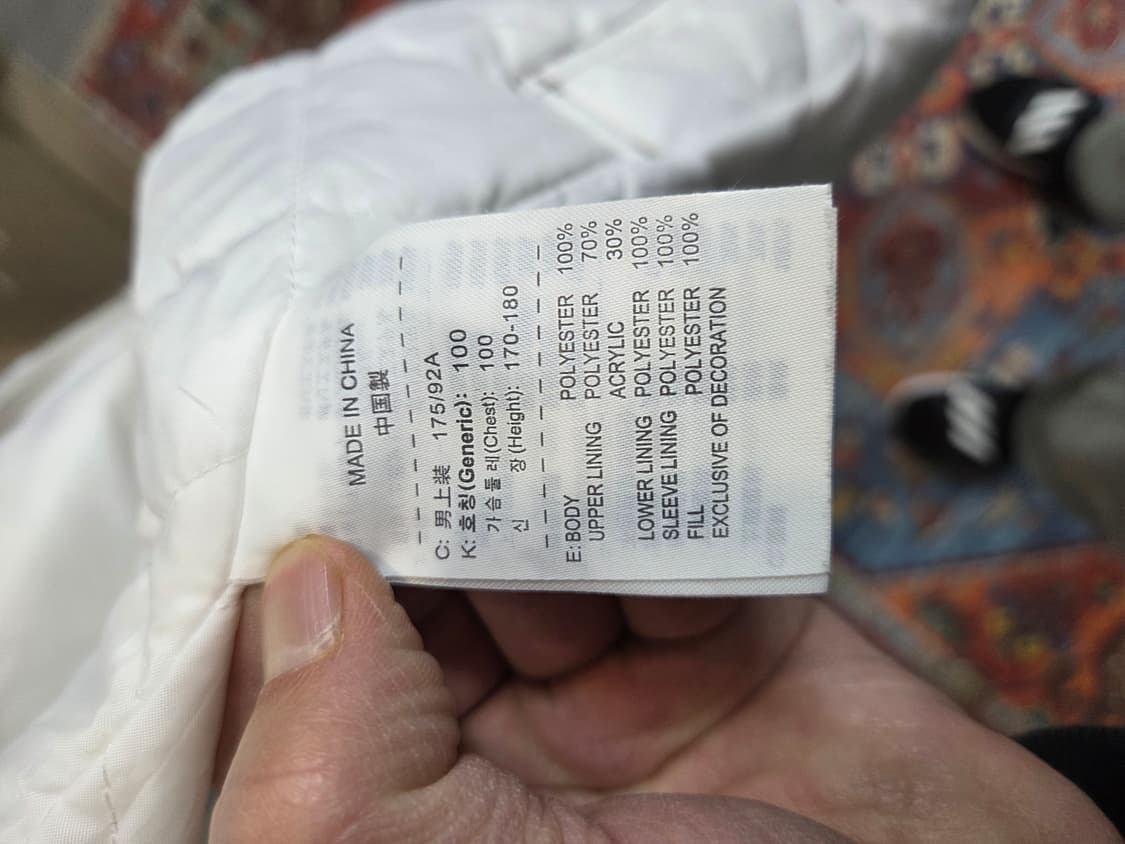 MADE IN CHINA
中国製
C: 男上装 175/92A
K: 호칭(Generic): 100
가슴둘레(Chest): 100
신 장(Height): 170-180
E: BODY POLYESTER 100%
UPPER LINING POLYESTER 70%
ACRYLIC 30%
LOWER LINING POLYESTER 100%
SLEEVE LINING POLYESTER 100%
FILL POLYESTER 100%
EXCLUSIVE OF DECORATION